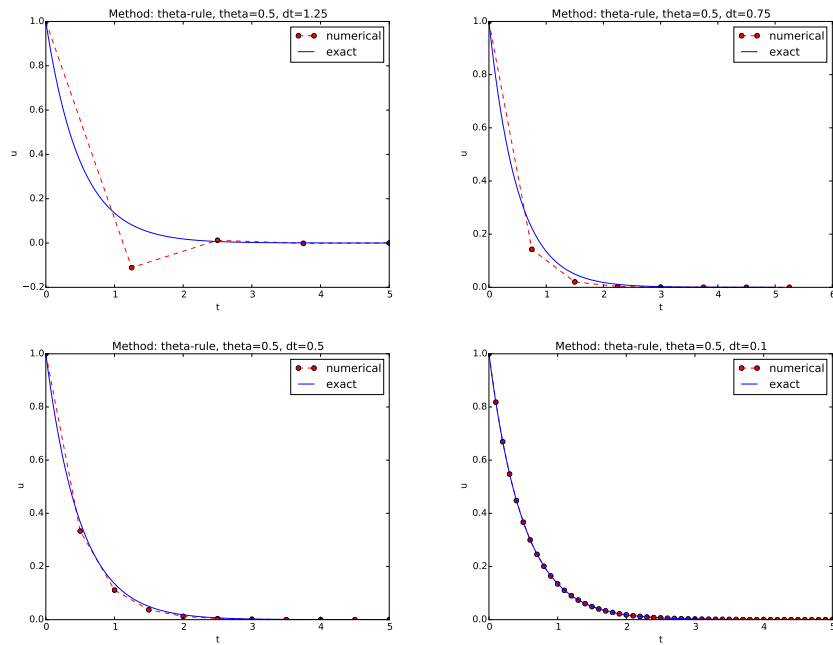 Method: theta-rule, theta=0.5, dt=1.25
1.0
0.8
0.6
0.4
0.2
0.0
−0.2
u
0 1 2 3 4 5
t
numerical
exact
Method: theta-rule, theta=0.5, dt=0.75
1.0
0.8
0.6
0.4
0.2
0.0
u
0 1 2 3 4 5 6
t
numerical
exact
Method: theta-rule, theta=0.5, dt=0.5
1.0
0.8
0.6
0.4
0.2
0.0
u
0 1 2 3 4 5
t
numerical
exact
Method: theta-rule, theta=0.5, dt=0.1
1.0
0.8
0.6
0.4
0.2
0.0
u
0 1 2 3 4 5
t
numerical
exact